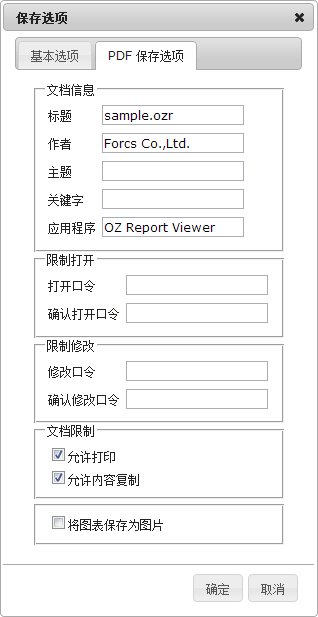 保存选项
基本选项 PDF 保存选项
文档信息
标题 sample.ozr
作者 Forcs Co.,Ltd.
主题
关键字
应用程序 OZ Report Viewer
限制打开
打开口令
确认打开口令
限制修改
修改口令
确认修改口令
文档限制
允许打印
允许内容复制
将图表保存为图片
确定 取消